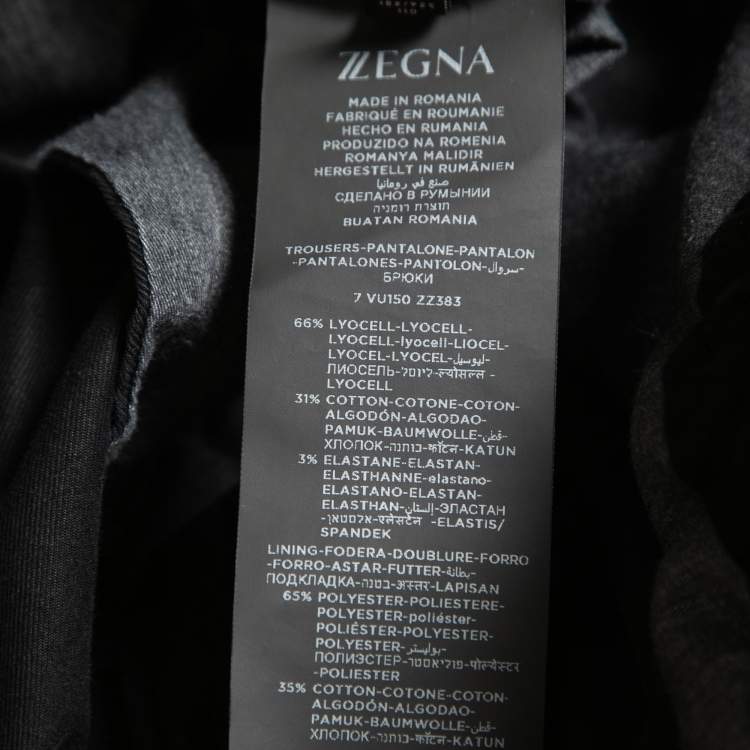 ZZEGNA
MADE IN ROMANIA
FABRIQUÉ EN ROUMANIE
HECHO EN RUMANIA
PRODUZIDO NA ROMENIA
ROMANYA MALIDIR
HERGESTELLT IN RUMÄNIEN
صنع في رومانيا
СДЕЛАНО В РУМЫНИИ
תוצרת רומניה
BUATAN ROMANIA
TROUSERS-PANTALONE-PANTALON
-PANTALONES-PANTOLON-سروال-
БРЮКИ
7 VU150 ZZ383
66% LYOCELL-LYOCELL-
LYOCELL-lyocell-LIOCEL-
LYOCEL-LYOCEL-ليوسيل-
ЛИОСЕЛЬ-ליוסל-ल्योसल्ल -
LYOCELL
31% COTTON-COTONE-COTON-
ALGODÓN-ALGODAO-
PAMUK-BAUMWOLLE-قطن-
ХЛОПОК-כותנה-कॉटन-KATUN
3% ELASTANE-ELASTAN-
ELASTHANNE-elastano-
ELASTANO-ELASTAN-
ELASTHAN-إلستان-ЭЛАСТАН
-אלסטאן-एलेसटेन -ELASTIS/
SPANDEK
LINING-FODERA-DOUBLURE-FORRO
-FORRO-ASTAR-FUTTER-بطانة-
ПОДКЛАДКА-בטנה-अस्तर-LAPISAN
65% POLYESTER-POLIESTERE-
POLYESTER-poliéster-
POLIÉSTER-POLYESTER-
POLYESTER-بوليستر-
ПОЛИЭСТЕР-פוליאסטר-पोल्येस्टर
-POLIESTER
35% COTTON-COTONE-COTON-
ALGODÓN-ALGODAO-
PAMUK-BAUMWOLLE-قطن-
ХЛОПОК-כותנה-कॉटन-KATUN